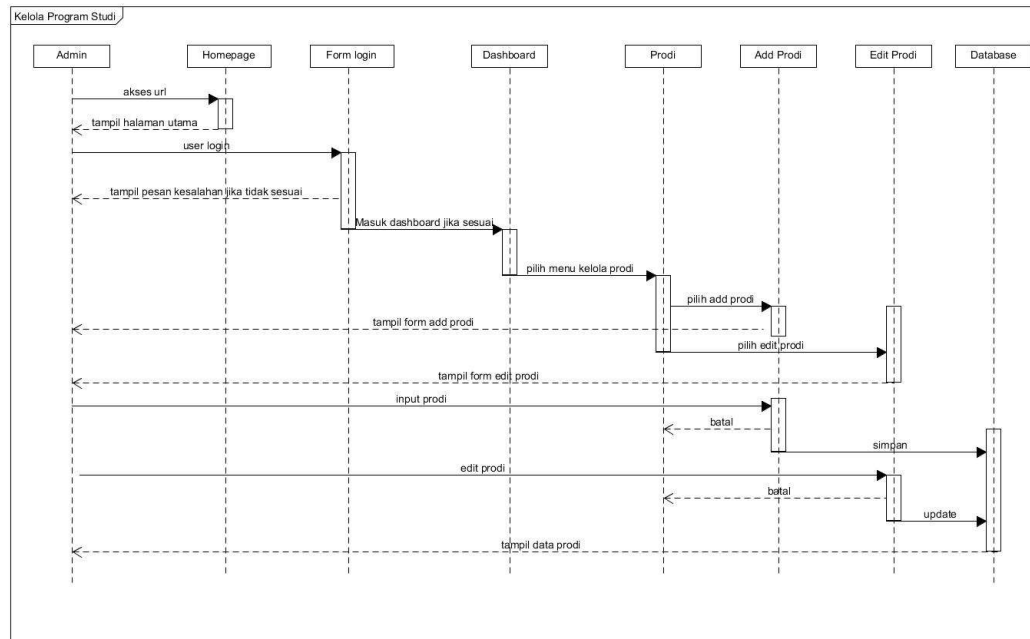 Kelola Program Studi
Admin
Homepage
Form login
Dashboard
Prodi
Add Prodi
Edit Prodi
Database
akses url
tampil halaman utama
user login
tampil pesan kesalahan jika tidak sesuai
Masuk dashboard jika sesuai
pilih menu kelola prodi
pilih add prodi
tampil form add prodi
pilih edit prodi
tampil form edit prodi
input prodi
batal
simpan
edit prodi
batal
update
tampil data prodi